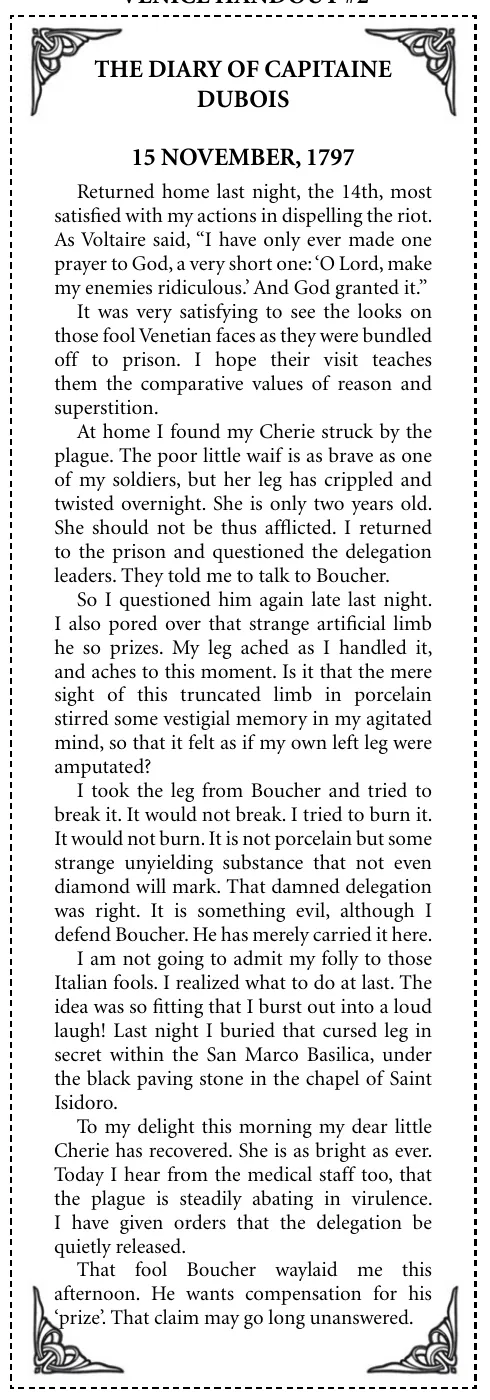 VENICE HANDOUT #2
THE DIARY OF CAPITAINE
DUBOIS
15 NOVEMBER, 1797
Returned home last night, the 14th, most
satisfied with my actions in dispelling the riot.
As Voltaire said, “I have only ever made one
prayer to God, a very short one: ‘O Lord, make
my enemies ridiculous.’ And God granted it.”
It was very satisfying to see the looks on
those fool Venetian faces as they were bundled
off to prison. I hope their visit teaches
them the comparative values of reason and
superstition.
At home I found my Cherie struck by the
plague. The poor little waif is as brave as one
of my soldiers, but her leg has crippled and
twisted overnight. She is only two years old.
She should not be thus afflicted. I returned
to the prison and questioned the delegation
leaders. They told me to talk to Boucher.
So I questioned him again late last night.
I also pored over that strange artificial limb
he so prizes. My leg ached as I handled it,
and aches to this moment. Is it that the mere
sight of this truncated limb in porcelain
stirred some vestigial memory in my agitated
mind, so that it felt as if my own left leg were
amputated?
I took the leg from Boucher and tried to
break it. It would not break. I tried to burn it.
It would not burn. It is not porcelain but some
strange unyielding substance that not even
diamond will mark. That damned delegation
was right. It is something evil, although I
defend Boucher. He has merely carried it here.
I am not going to admit my folly to those
Italian fools. I realized what to do at last. The
idea was so fitting that I burst out into a loud
laugh! Last night I buried that cursed leg in
secret within the San Marco Basilica, under
the black paving stone in the chapel of Saint
Isidoro.
To my delight this morning my dear little
Cherie has recovered. She is as bright as ever.
Today I hear from the medical staff too, that
the plague is steadily abating in virulence.
I have given orders that the delegation be
quietly released.
That fool Boucher waylaid me this
afternoon. He wants compensation for his
‘prize’. That claim may go long unanswered.